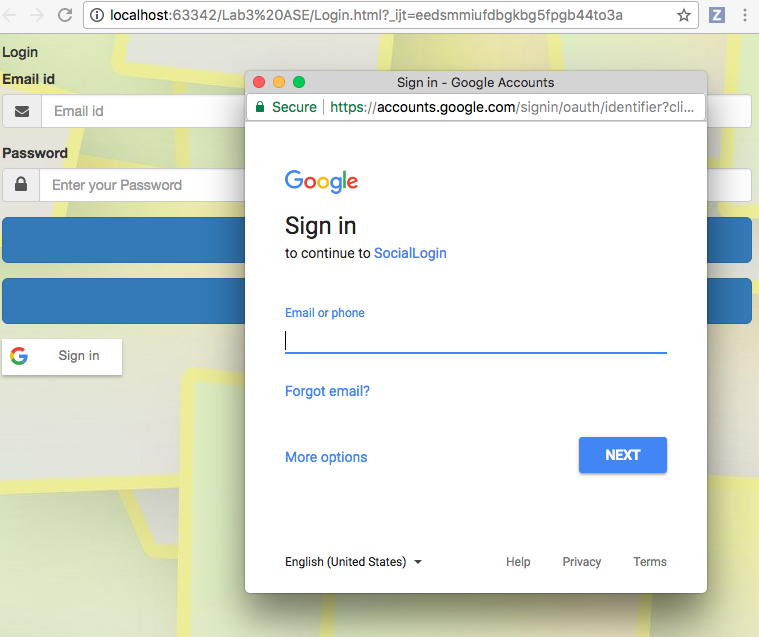 localhost:63342/Lab3%20ASE/Login.html?_ijt=eedsmmiufdbgkbg5fpgb44to3a
Z
Login
Email id
Email id
Password
Enter your Password
Sign in
Sign in - Google Accounts
Secure https://accounts.google.com/signin/oauth/identifier?cli...
Google
Sign in
to continue to SocialLogin
Email or phone
Forgot email?
More options
NEXT
English (United States)
Help Privacy Terms